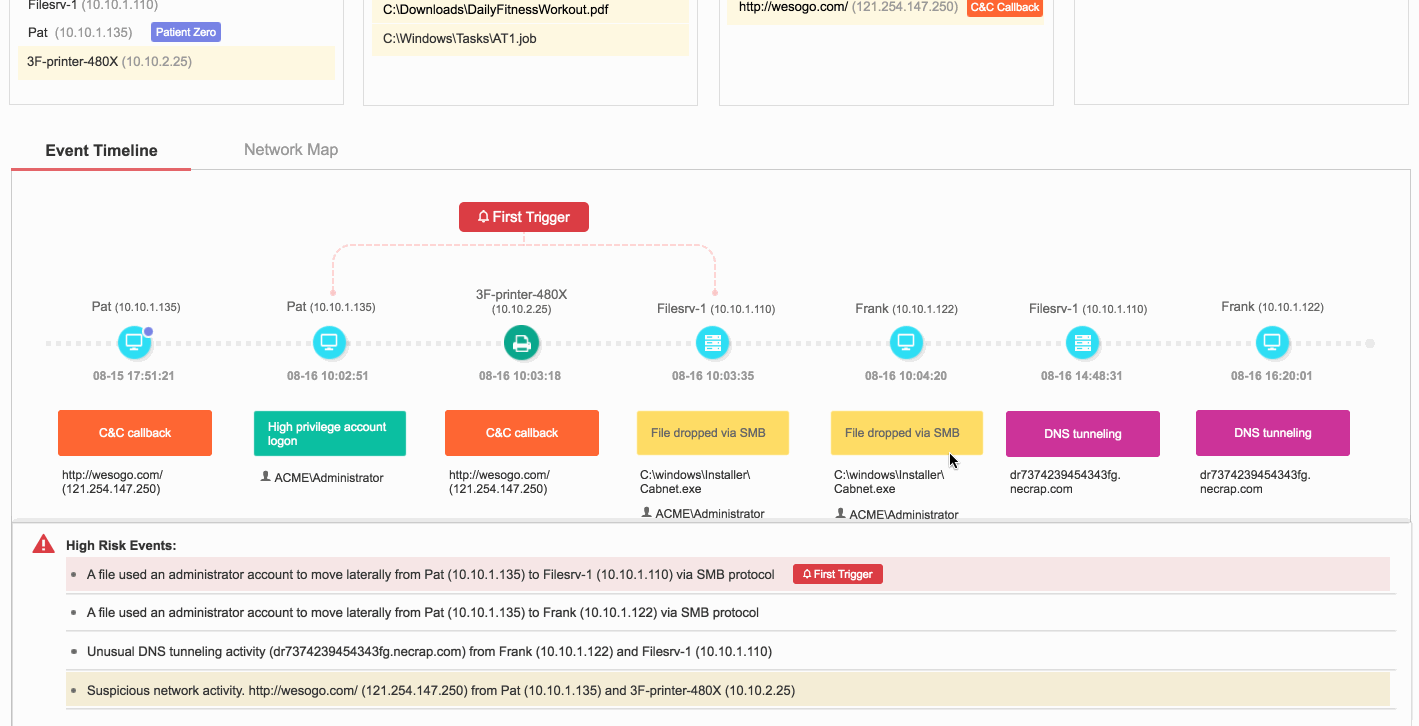 Filesrv-1 (10.10.1.110)
Pat (10.10.1.135) Patient Zero
3F-printer-480X (10.10.2.25)
C:\Downloads\DailyFitnessWorkout.pdf
C:\Windows\Tasks\AT1.job
http://wesogo.com/ (121.254.147.250) C&C Callback
Event Timeline
Network Map
First Trigger
Pat (10.10.1.135)
08-15 17:51:21
C&C callback
http://wesogo.com/
(121.254.147.250)
Pat (10.10.1.135)
08-16 10:02:51
High privilege account
logon
ACME\Administrator
3F-printer-480X
(10.10.2.25)
08-16 10:03:18
C&C callback
http://wesogo.com/
(121.254.147.250)
Filesrv-1 (10.10.1.110)
08-16 10:03:35
File dropped via SMB
C:\windows\Installer\
Cabnet.exe
ACME\Administrator
Frank (10.10.1.122)
08-16 10:04:20
File dropped via SMB
C:\windows\Installer\
Cabnet.exe
ACME\Administrator
Filesrv-1 (10.10.1.110)
08-16 14:48:31
DNS tunneling
dr7374239454343fg.
necrap.com
Frank (10.10.1.122)
08-16 16:20:01
DNS tunneling
dr7374239454343fg.
necrap.com
High Risk Events:
• A file used an administrator account to move laterally from Pat (10.10.1.135) to Filesrv-1 (10.10.1.110) via SMB protocol First Trigger
• A file used an administrator account to move laterally from Pat (10.10.1.135) to Frank (10.10.1.122) via SMB protocol
• Unusual DNS tunneling activity (dr7374239454343fg.necrap.com) from Frank (10.10.1.122) and Filesrv-1 (10.10.1.110)
• Suspicious network activity. http://wesogo.com/ (121.254.147.250) from Pat (10.10.1.135) and 3F-printer-480X (10.10.2.25)